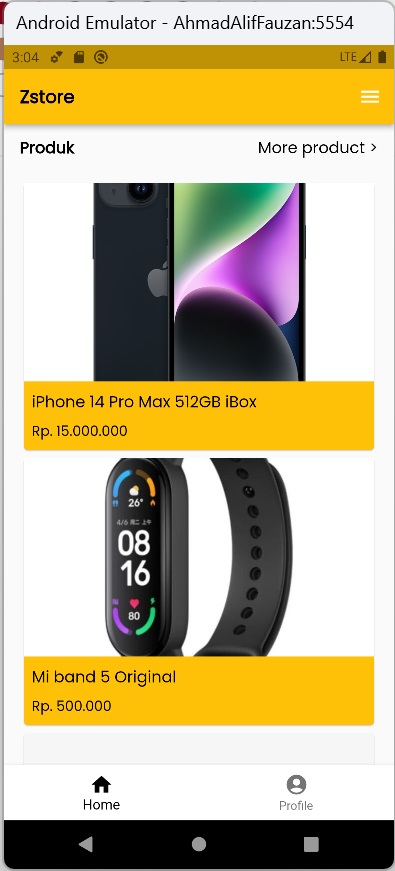 Android Emulator - AhmadAlifFauzan:5554
3:04 LTE
Zstore
Produk More product >
iPhone 14 Pro Max 512GB iBox
Rp. 15.000.000
26°
4/6 周二 上午
08
16
80
Mi band 5 Original
Rp. 500.000
Home Profile